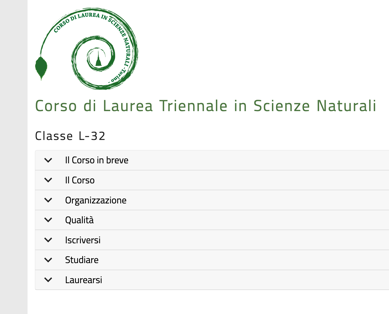 CORSO DI LAUREA IN SCIENZE NATURALI - Torino -
Corso di Laurea Triennale in Scienze Naturali
Classe L-32
Il Corso in breve
Il Corso
Organizzazione
Qualità
Iscriversi
Studiare
Laurearsi